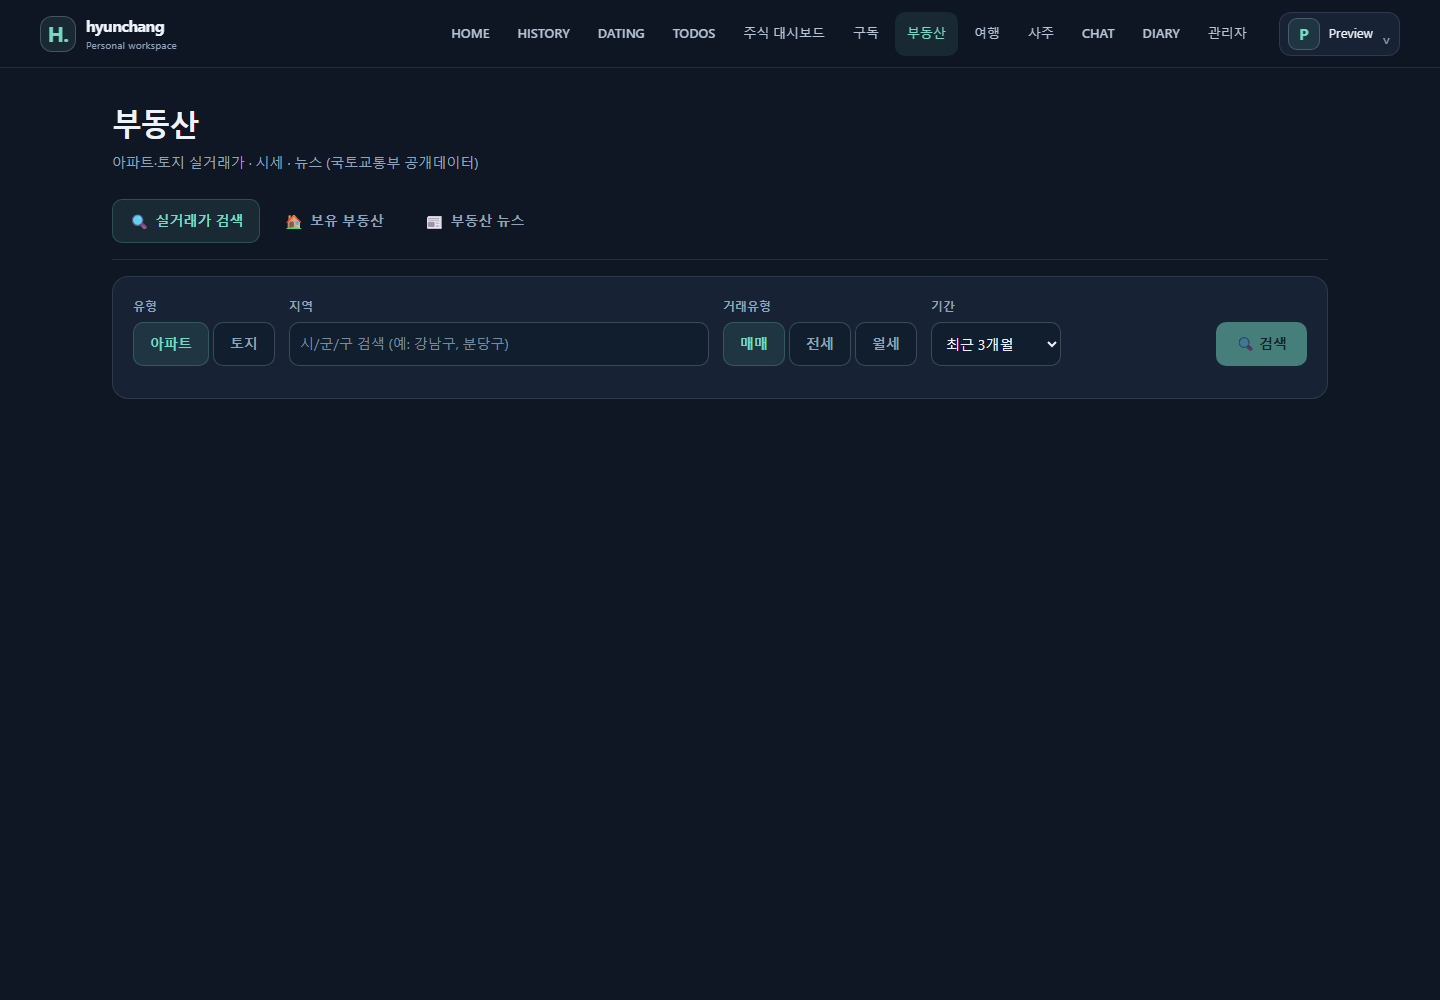 H. hyunchang
Personal workspace
HOME HISTORY DATING TODOS 주식 대시보드 구독 부동산 여행 사주 CHAT DIARY 관리자 P Preview v
부동산
아파트·토지 실거래가 · 시세 · 뉴스 (국토교통부 공개데이터)
실거래가 검색 보유 부동산 부동산 뉴스
유형 지역 거래유형 기간
아파트 토지 시/군/구 검색 (예: 강남구, 분당구) 매매 전세 월세 최근 3개월 검색